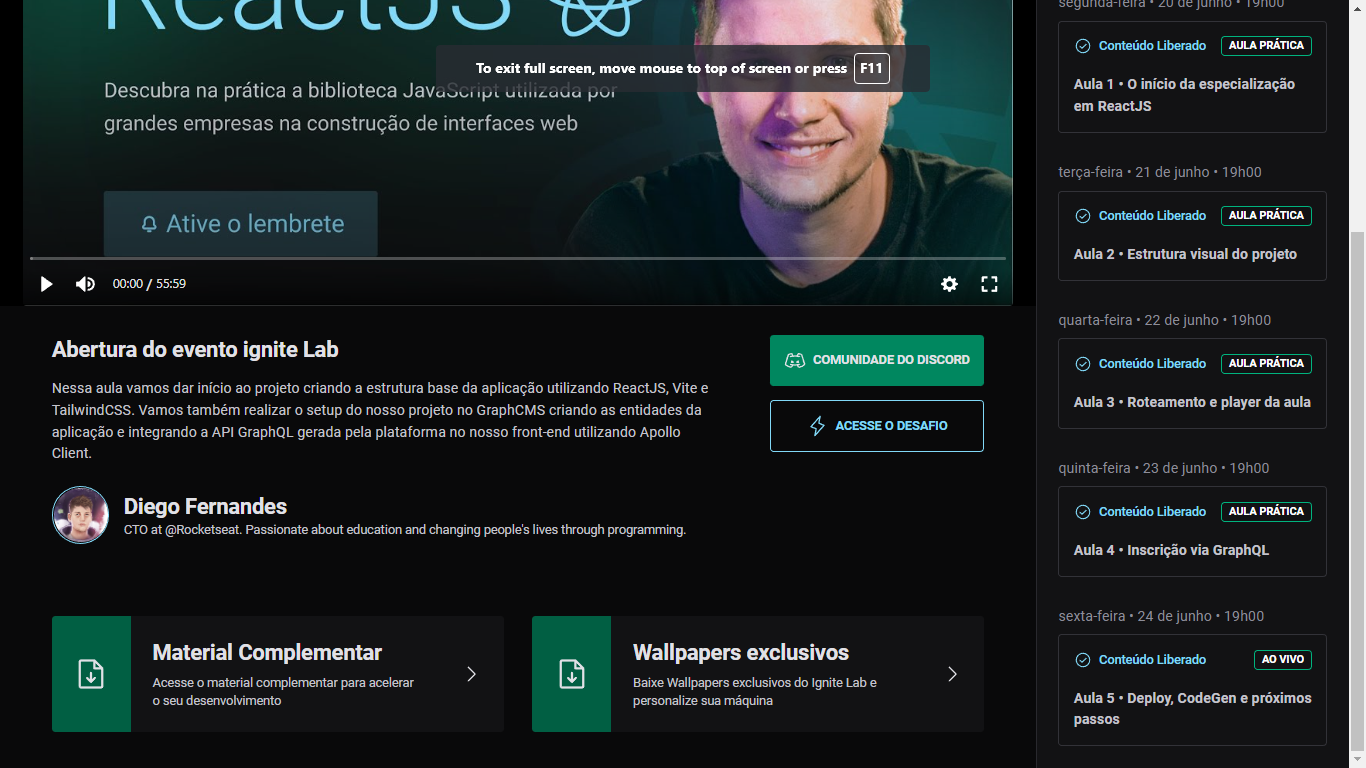 ReactJS
To exit full screen, move mouse to top of screen or press F11
Descubra na prática a biblioteca JavaScript utilizada por
grandes empresas na construção de interfaces web
Ative o lembrete
00:00 / 55:59
Abertura do evento ignite Lab
Nessa aula vamos dar início ao projeto criando a estrutura base da aplicação utilizando ReactJS, Vite e
TailwindCSS. Vamos também realizar o setup do nosso projeto no GraphCMS criando as entidades da
aplicação e integrando a API GraphQL gerada pela plataforma no nosso front-end utilizando Apollo
Client.
COMUNIDADE DO DISCORD
ACESSE O DESAFIO
Diego Fernandes
CTO at @Rocketseat. Passionate about education and changing people's lives through programming.
Material Complementar
Acesse o material complementar para acelerar
o seu desenvolvimento
Wallpapers exclusivos
Baixe Wallpapers exclusivos do Ignite Lab e
personalize sua máquina
segunda-feira • 20 de junho • 19h00
Conteúdo Liberado AULA PRÁTICA
Aula 1 • O início da especialização
em ReactJS
terça-feira • 21 de junho • 19h00
Conteúdo Liberado AULA PRÁTICA
Aula 2 • Estrutura visual do projeto
quarta-feira • 22 de junho • 19h00
Conteúdo Liberado AULA PRÁTICA
Aula 3 • Roteamento e player da aula
quinta-feira • 23 de junho • 19h00
Conteúdo Liberado AULA PRÁTICA
Aula 4 • Inscrição via GraphQL
sexta-feira • 24 de junho • 19h00
Conteúdo Liberado AO VIVO
Aula 5 • Deploy, CodeGen e próximos
passos